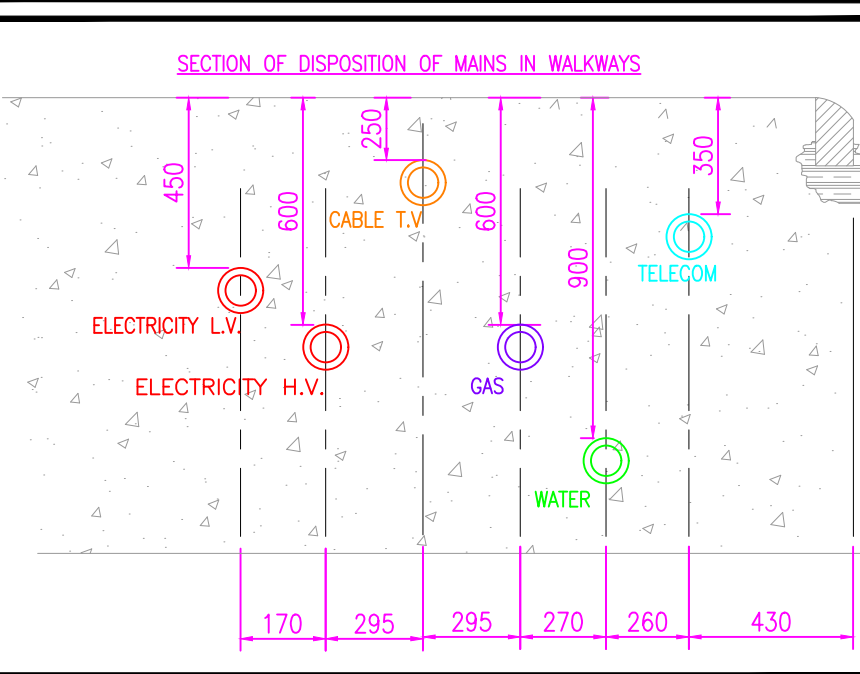 SECTION OF DISPOSITION OF MAINS IN WALKWAYS
450
600
250
600
900
350
CABLE T.V
TELECOM
ELECTRICITY L.V.
ELECTRICITY H.V.
GAS
WATER
170
295
295
270
260
430